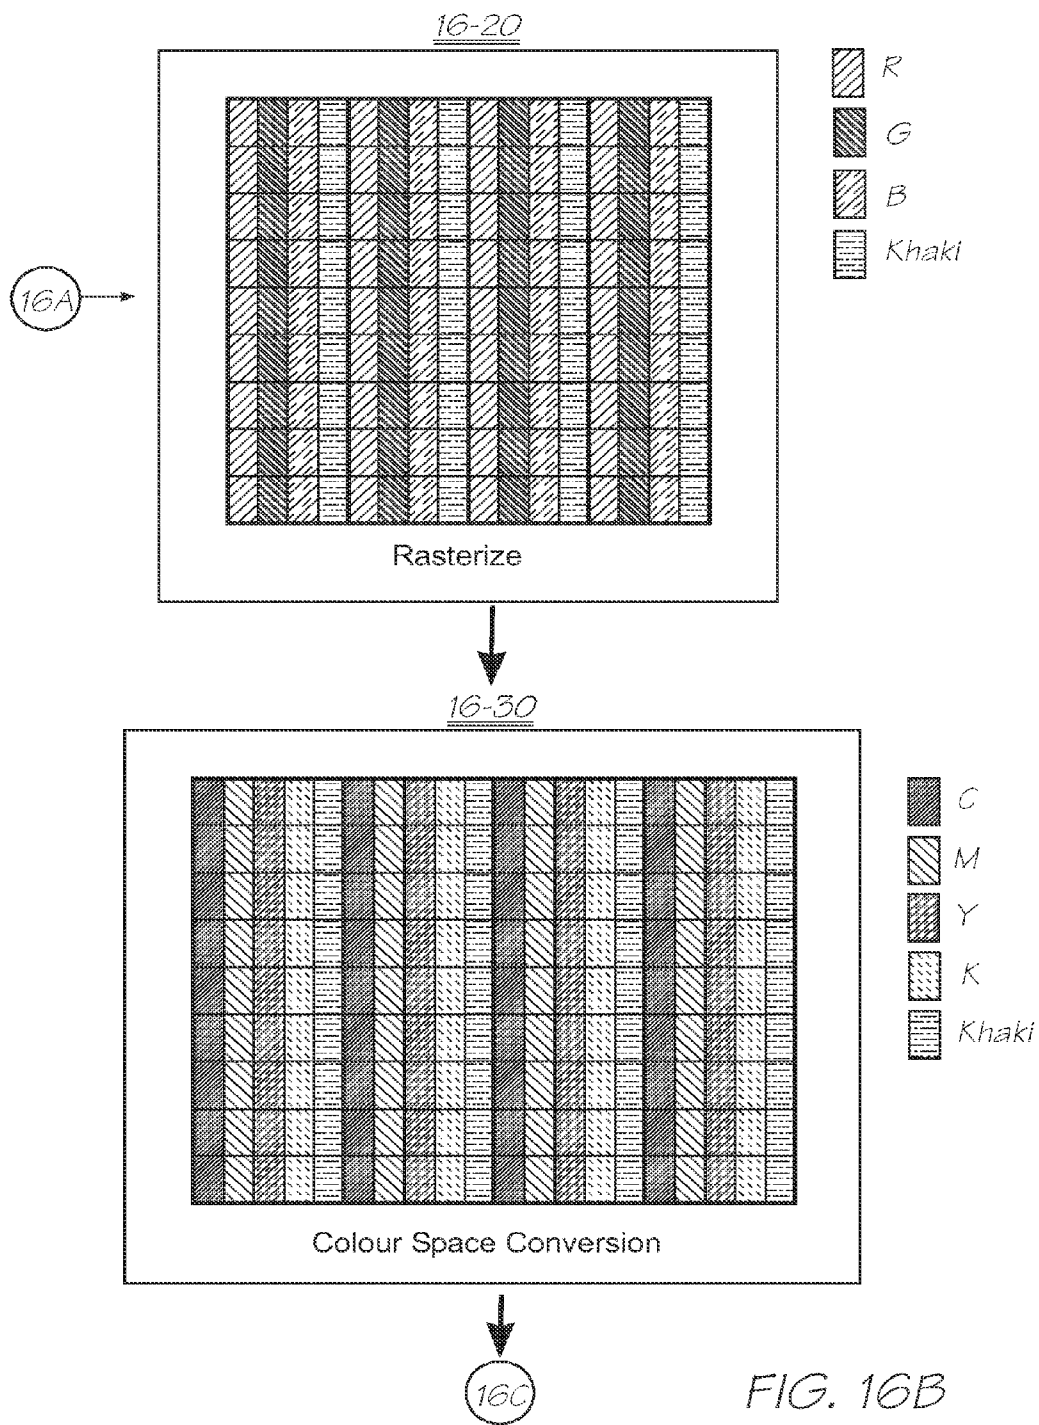 16-20
R
G
B
Khaki
16A
Rasterize
16-30
C
M
Y
K
Khaki
Colour Space Conversion
16C
FIG. 16B